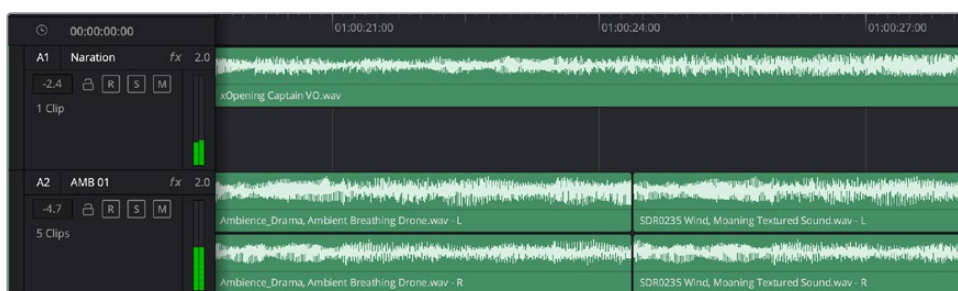 00:00:00:00 01:00:21:00 01:00:24:00 01:00:27:00
A1 Naration fx 2.0
-2.4 R S M
xOpening Captain VO.wav
1 Clip
A2 AMB 01 fx 2.0
-4.7 R S M
Ambience_Drama, Ambient Breathing Drone.wav - L SDR0235 Wind, Moaning Textured Sound.wav - L
5 Clips
Ambience_Drama, Ambient Breathing Drone.wav - R SDR0235 Wind, Moaning Textured Sound.wav - R